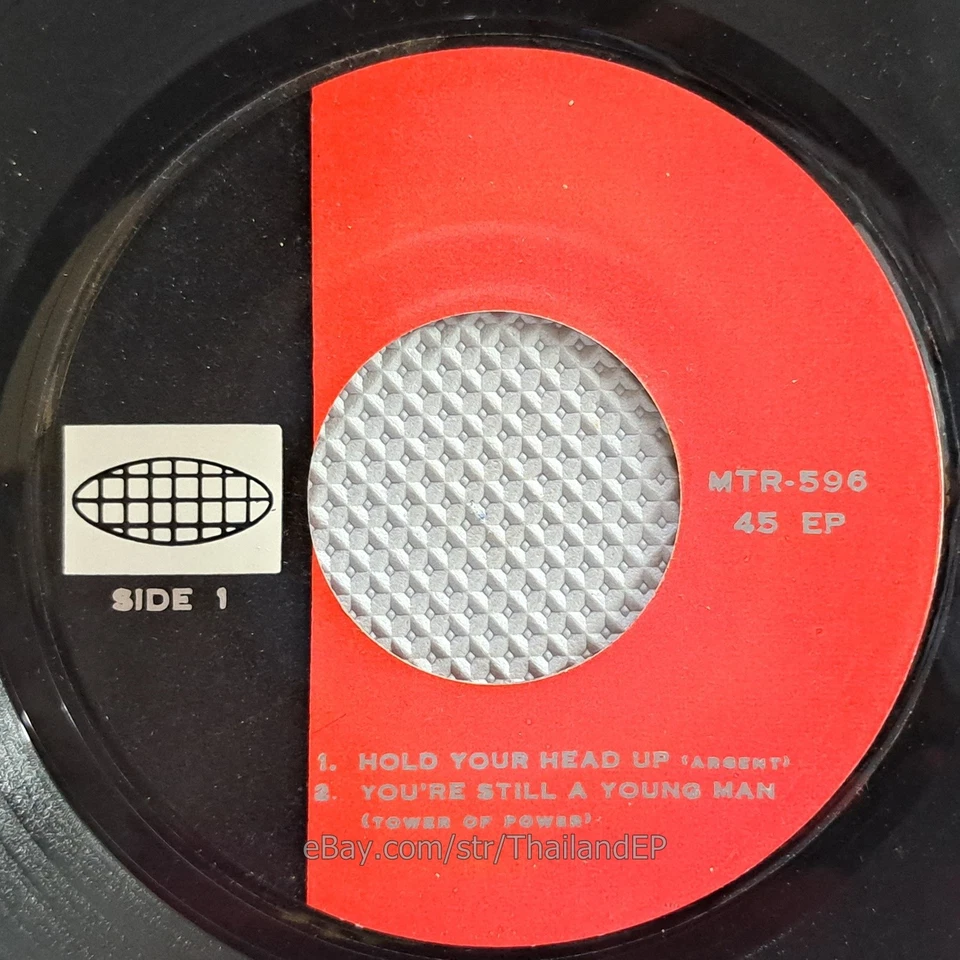 SIDE 1
MTR-596
45 EP
1. HOLD YOUR HEAD UP (ARGENT)
2. YOU'RE STILL A YOUNG MAN
(TOWER OF POWER)
eBay.com/str/ThailandEP